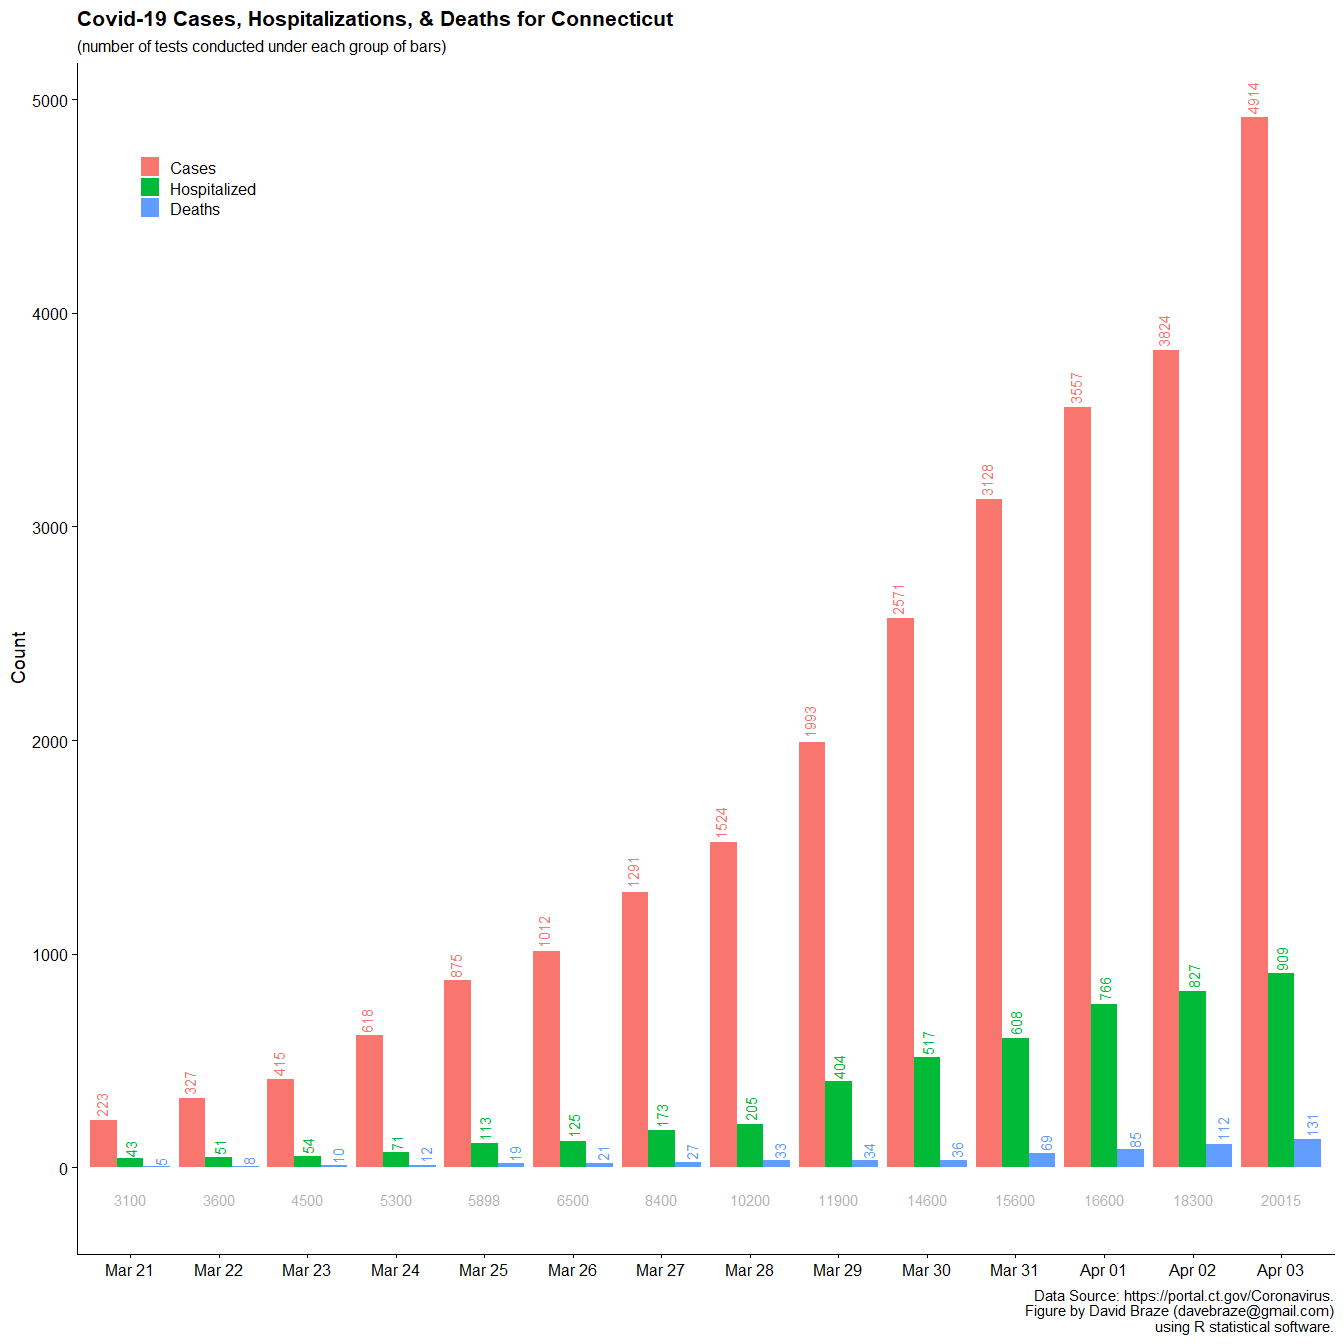 Covid-19 Cases, Hospitalizations, & Deaths for Connecticut
(number of tests conducted under each group of bars)
Count
5000
4000
3000
2000
1000
0
Cases
Hospitalized
Deaths
223 43 5
327 51 8
415 54 10
618 71 12
875 113 19
1012 125 21
1291 173 27
1524 205 33
1993 404 34
2571 517 36
3128 608 69
3557 766 85
3824 827 112
4914 909 131
3100 3600 4500 5300 5898 6500 8400 10200 11900 14600 15600 16600 18300 20015
Mar 21 Mar 22 Mar 23 Mar 24 Mar 25 Mar 26 Mar 27 Mar 28 Mar 29 Mar 30 Mar 31 Apr 01 Apr 02 Apr 03
Data Source: https://portal.ct.gov/Coronavirus.
Figure by David Braze (davebraze@gmail.com)
using R statistical software.